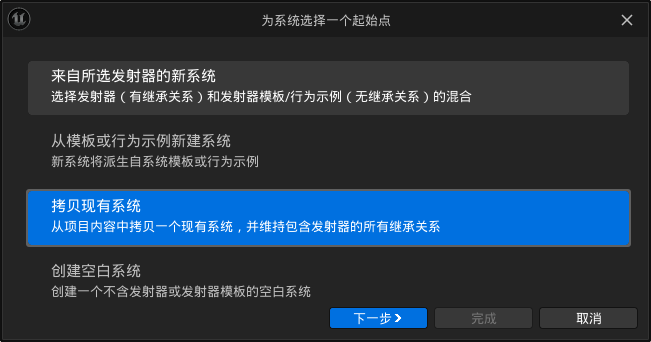 为系统选择一个起始点
来自所选发射器的新系统
选择发射器（有继承关系）和发射器模板/行为示例（无继承关系）的混合
从模板或行为示例新建系统
新系统将派生自系统模板或行为示例
拷贝现有系统
从项目内容中拷贝一个现有系统，并维持包含发射器的所有继承关系
创建空白系统
创建一个不含发射器或发射器模板的空白系统
下一步 完成 取消